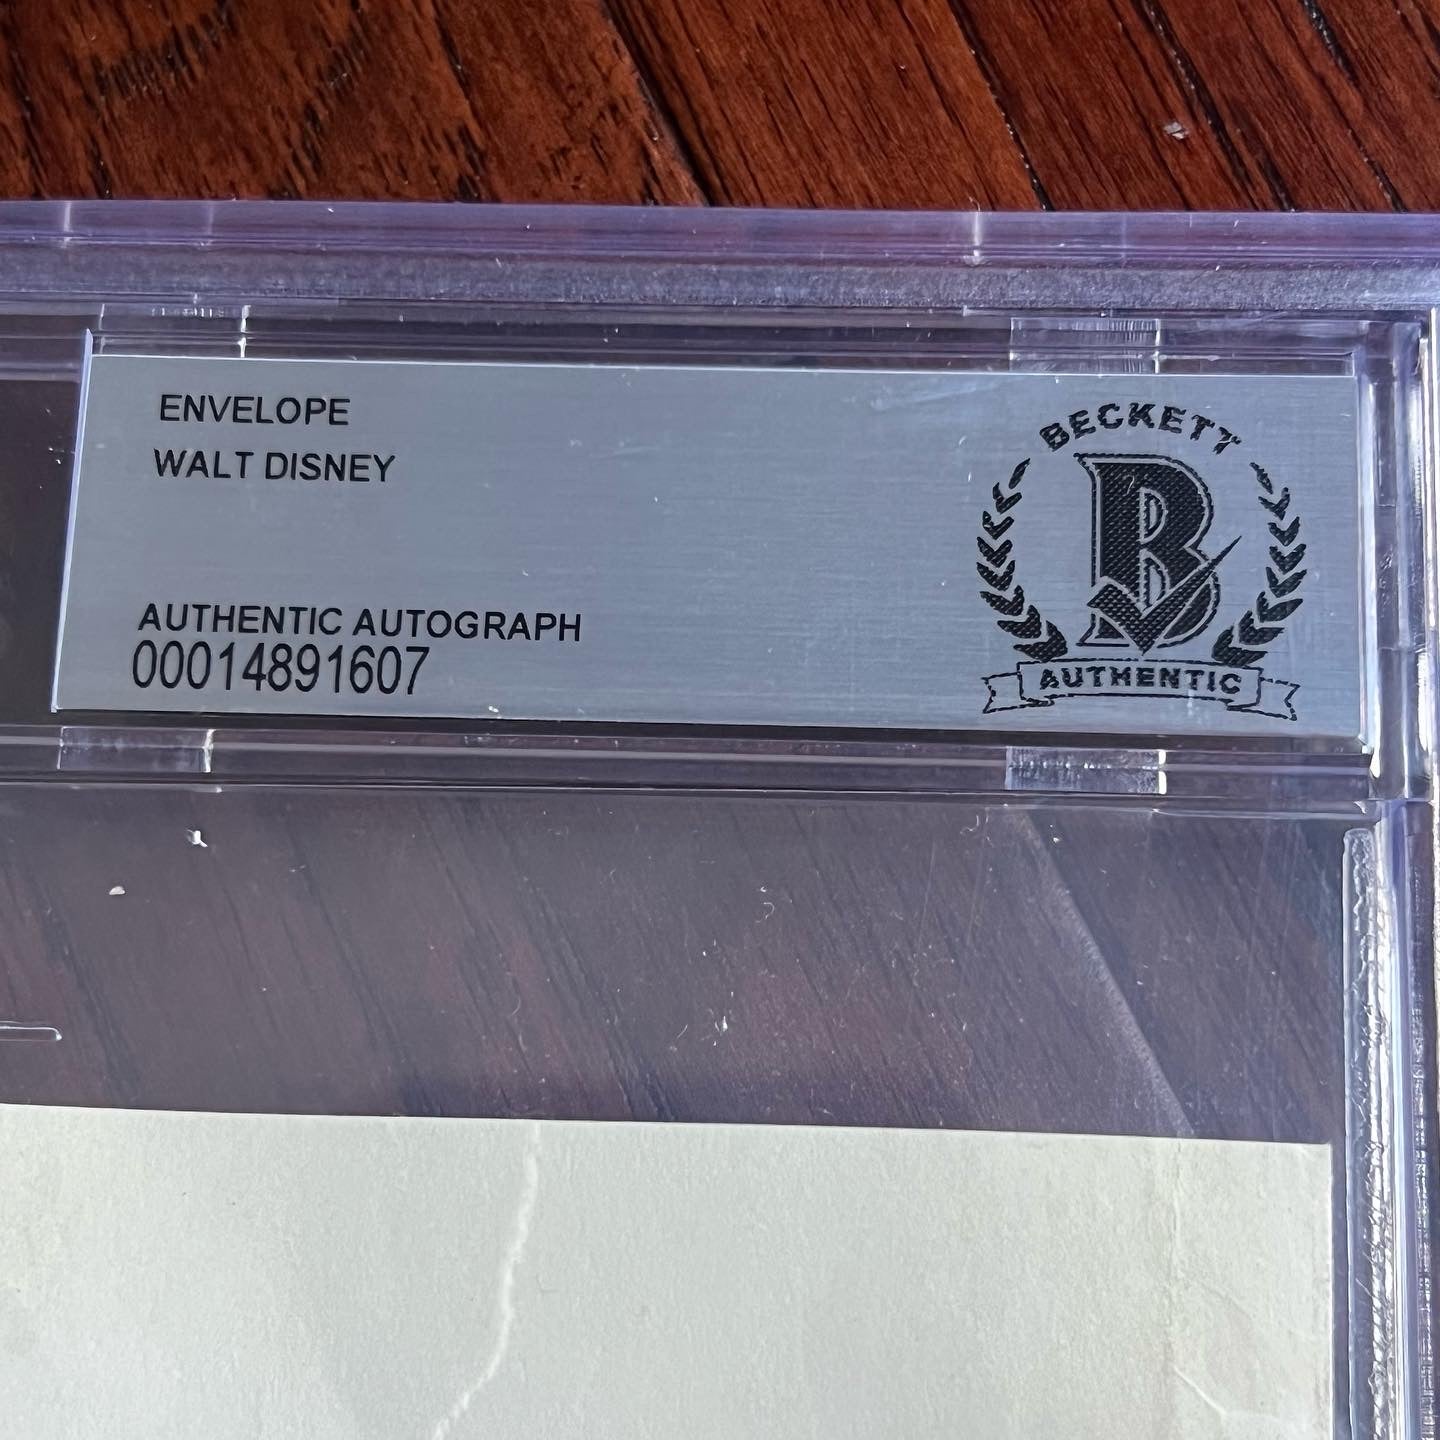 ENVELOPE
WALT DISNEY
AUTHENTIC AUTOGRAPH
00014891607
BECKETT
B
AUTHENTIC